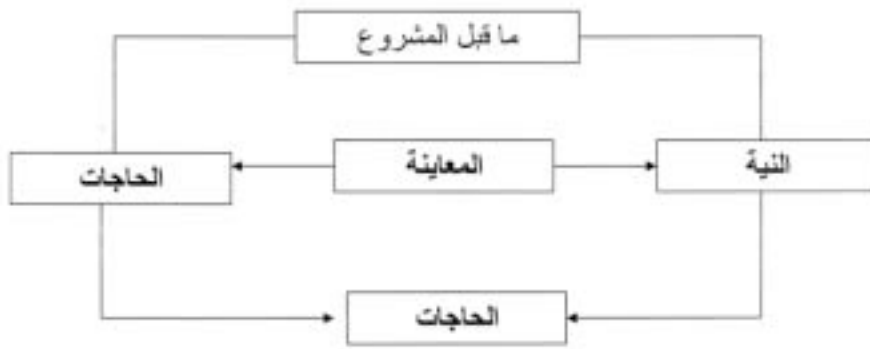 ما قبل المشروع
النية
المعاينة
الحاجات
الحاجات